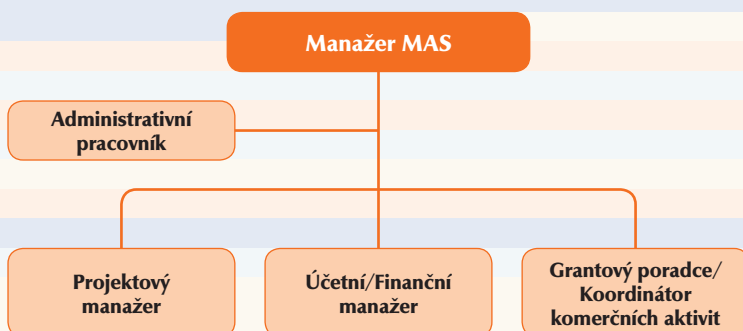 Manažer MAS
Administrativní
pracovník
Projektový
manažer
Účetní/Finanční
manažer
Grantový poradce/
Koordinátor
komerčních aktivit